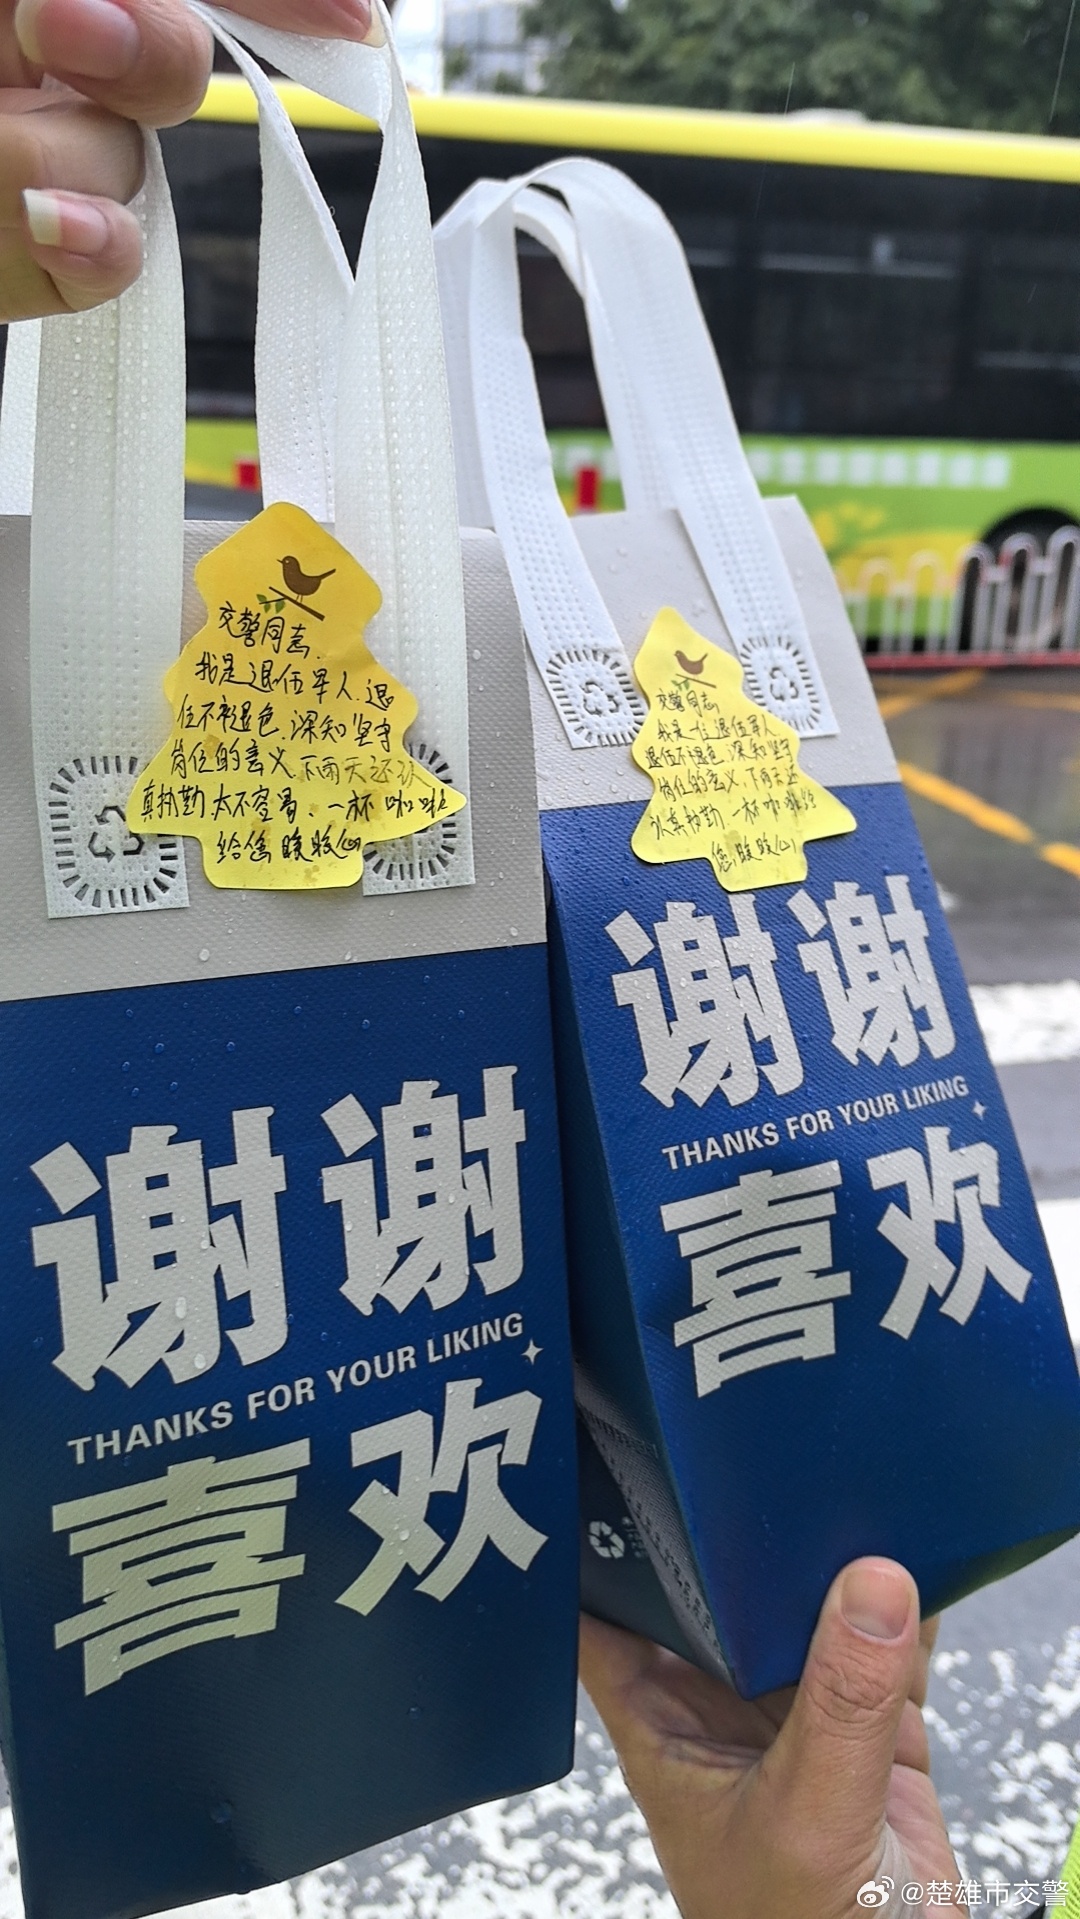 交警同志
我是退伍军人.退
伍不退色.深知坚守
岗位的意义.下雨天还认
真执勤.太不容易、一杯咖啡
给您暖暖心
谢谢
THANKS FOR YOUR LIKING
喜欢
交警同志
我是一位退伍军人
退伍不退色,深知坚守
岗位的意义,下雨天还
认真执勤.一杯咖啡给
您暖暖心
谢谢
THANKS FOR YOUR LIKING
喜欢
@楚雄市交警